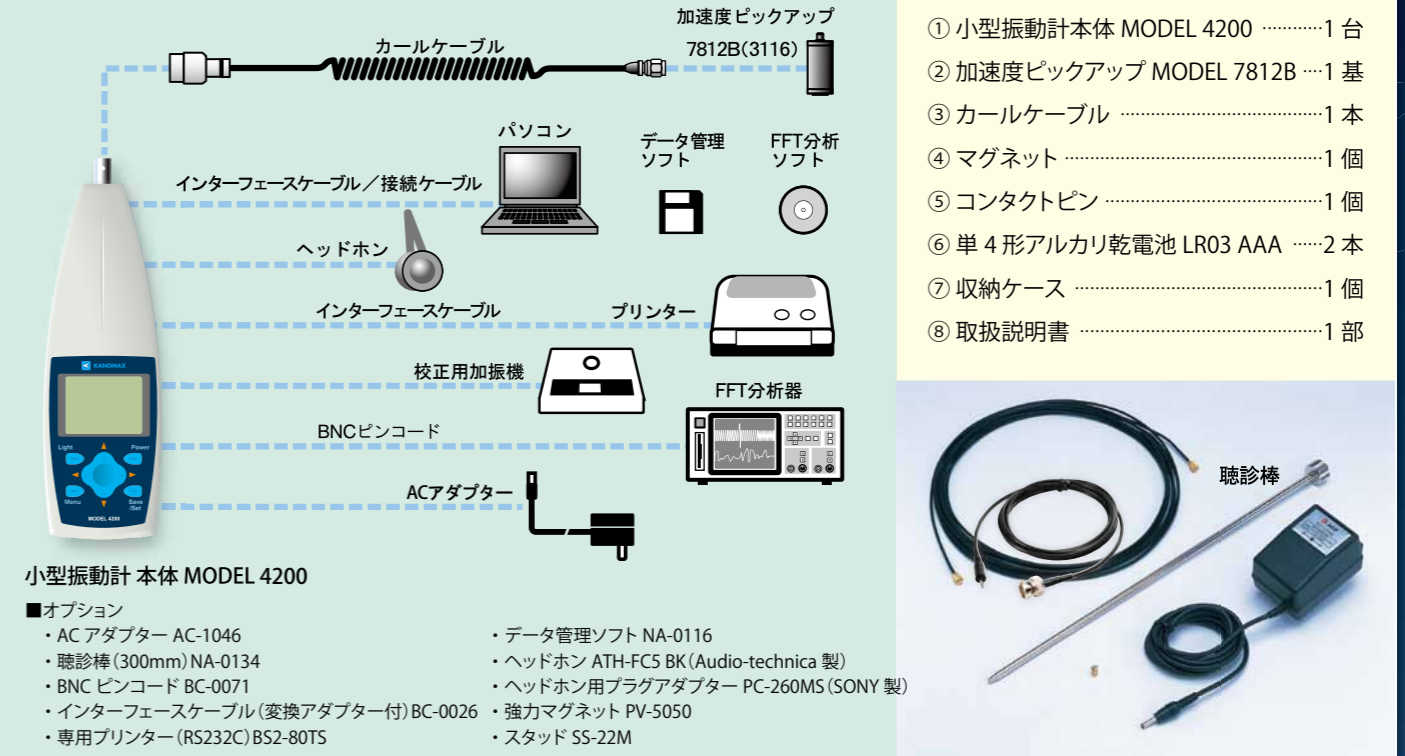 加速度ピックアップ
7812B(3116)
カールケーブル
パソコン
データ管理
ソフト
FFT分析
ソフト
インターフェースケーブル／接続ケーブル
ヘッドホン
インターフェースケーブル
プリンター
校正用加振機
FFT分析器
BNCピンコード
ACアダプター
KANOMAX
Light
Power
Menu
Save
/Set
MODEL 4200
小型振動計 本体 MODEL 4200
■オプション
・AC アダプター AC-1046
・聴診棒(300mm)NA-0134
・BNC ピンコード BC-0071
・インターフェースケーブル(変換アダプター付)BC-0026
・専用プリンター(RS232C)BS2-80TS
・データ管理ソフト NA-0116
・ヘッドホン ATH-FC5 BK(Audio-technica 製)
・ヘッドホン用プラグアダプター PC-260MS(SONY 製)
・強力マグネット PV-5050
・スタッド SS-22M
① 小型振動計本体 MODEL 4200 …………1 台
② 加速度ピックアップ MODEL 7812B …1 基
③ カールケーブル …………………………………1 本
④ マグネット …………………………………………1 個
⑤ コンタクトピン ……………………………………1 個
⑥ 単 4 形アルカリ乾電池 LR03 AAA ……2 本
⑦ 収納ケース …………………………………………1 個
⑧ 取扱説明書 …………………………………………1 部
聴診棒